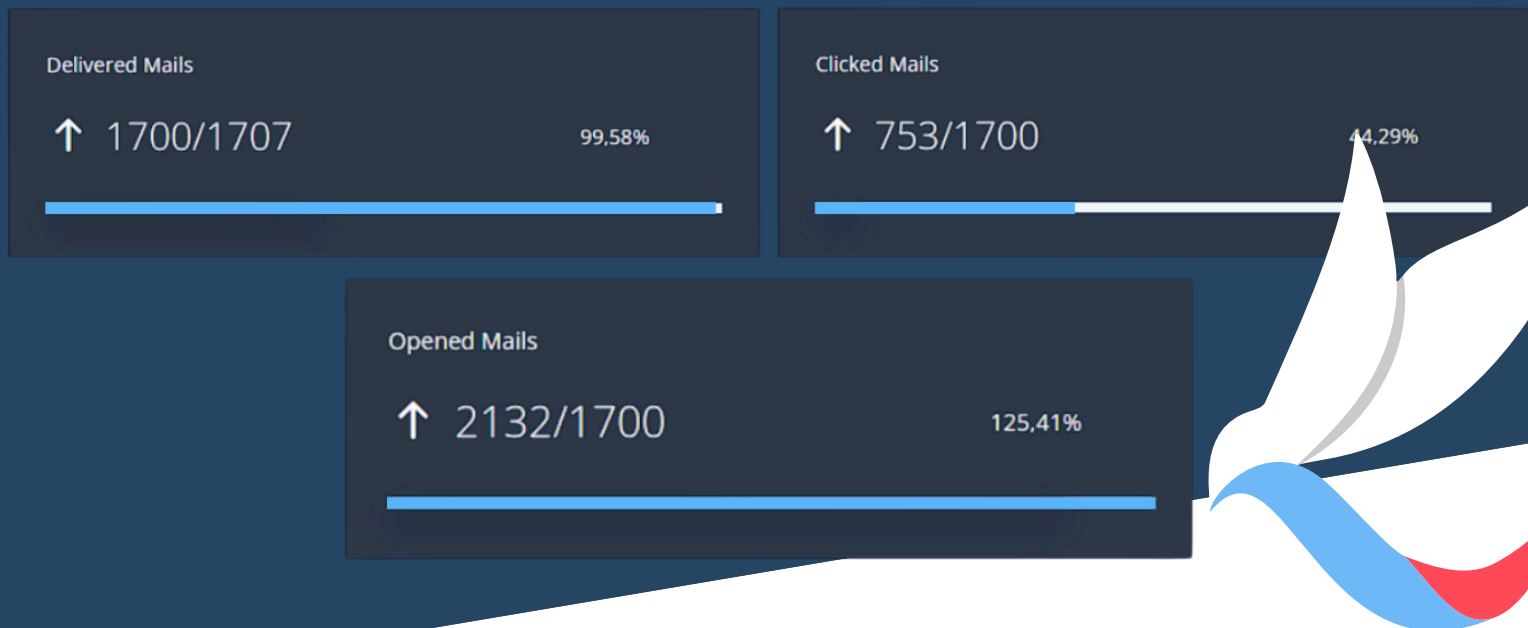 Delivered Mails
1700/1707 99,58%
Clicked Mails
753/1700 44,29%
Opened Mails
2132/1700 125,41%